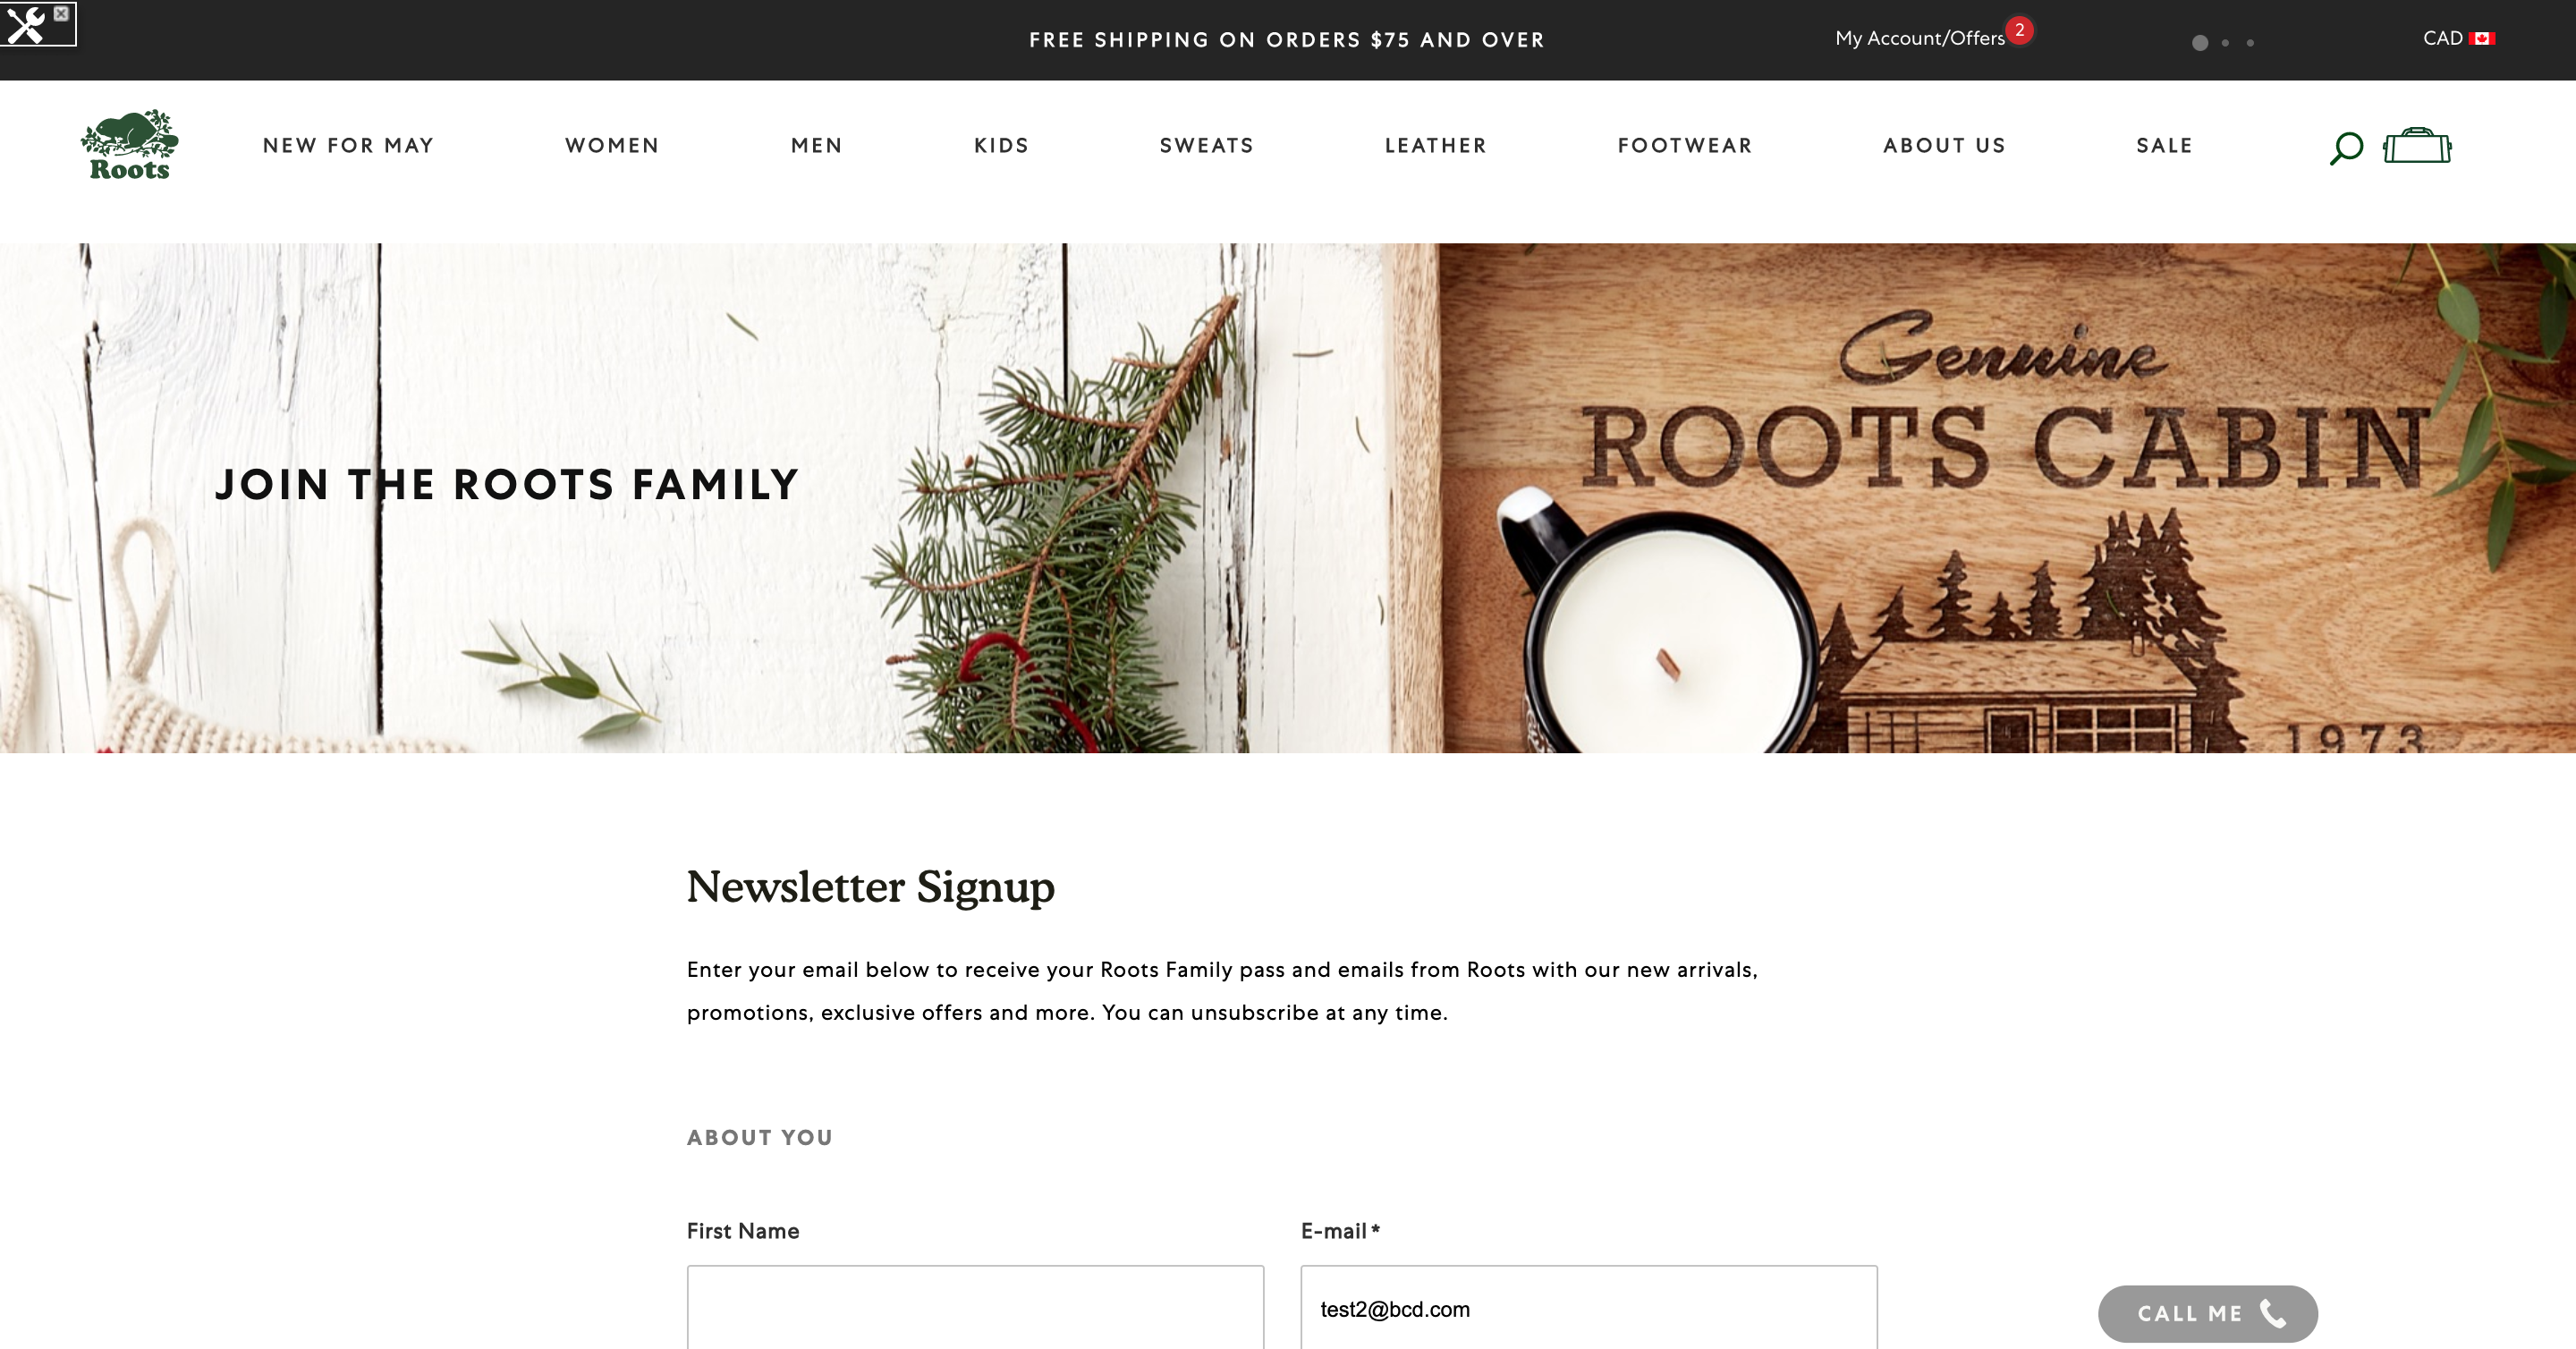 FREE SHIPPING ON ORDERS $75 AND OVER
My Account/Offers 2
CAD
Roots
NEW FOR MAY
WOMEN
MEN
KIDS
SWEATS
LEATHER
FOOTWEAR
ABOUT US
SALE
JOIN THE ROOTS FAMILY
Genuine
ROOTS CABIN
1973
Newsletter Signup
Enter your email below to receive your Roots Family pass and emails from Roots with our new arrivals,
promotions, exclusive offers and more. You can unsubscribe at any time.
ABOUT YOU
First Name
E-mail*
test2@bcd.com
CALL ME